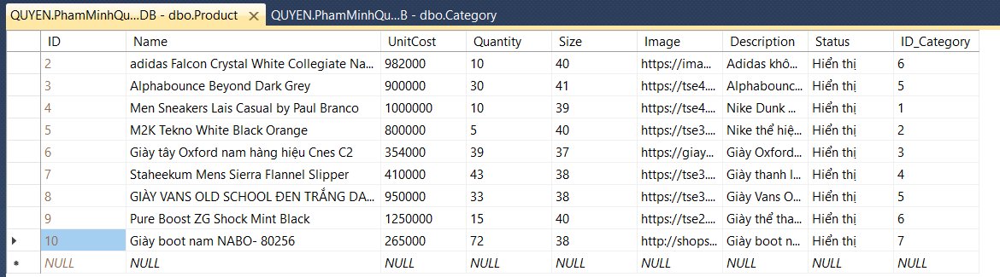 QUYEN.PhamMinhQu...DB - dbo.Product QUYEN.PhamMinhQu...B - dbo.Category
ID Name UnitCost Quantity Size Image Description Status ID_Category
2 adidas Falcon Crystal White Collegiate Na... 982000 10 40 https://ima... Adidas khô... Hiển thị 6
3 Alphabounce Beyond Dark Grey 900000 30 41 https://tse4.... Alphabounc... Hiển thị 5
4 Men Sneakers Lais Casual by Paul Branco 1000000 10 39 https://tse4.... Nike Dunk ... Hiển thị 1
5 M2K Tekno White Black Orange 800000 5 40 https://tse3.... Nike thể hiệ... Hiển thị 2
6 Giày tây Oxford nam hàng hiệu Cnes C2 354000 39 37 https://giay... Giày Oxford... Hiển thị 3
7 Staheekum Mens Sierra Flannel Slipper 410000 43 38 https://tse3.... Giày thanh l... Hiển thị 4
8 GIÀY VANS OLD SCHOOL ĐEN TRẮNG DA... 950000 33 38 https://tse3.... Giày Vans O... Hiển thị 5
9 Pure Boost ZG Shock Mint Black 1250000 15 40 https://tse2.... Giày thể tha... Hiển thị 6
10 Giày boot nam NABO- 80256 265000 72 38 http://shops... Giày boot n... Hiển thị 7
NULL NULL NULL NULL NULL NULL NULL NULL NULL